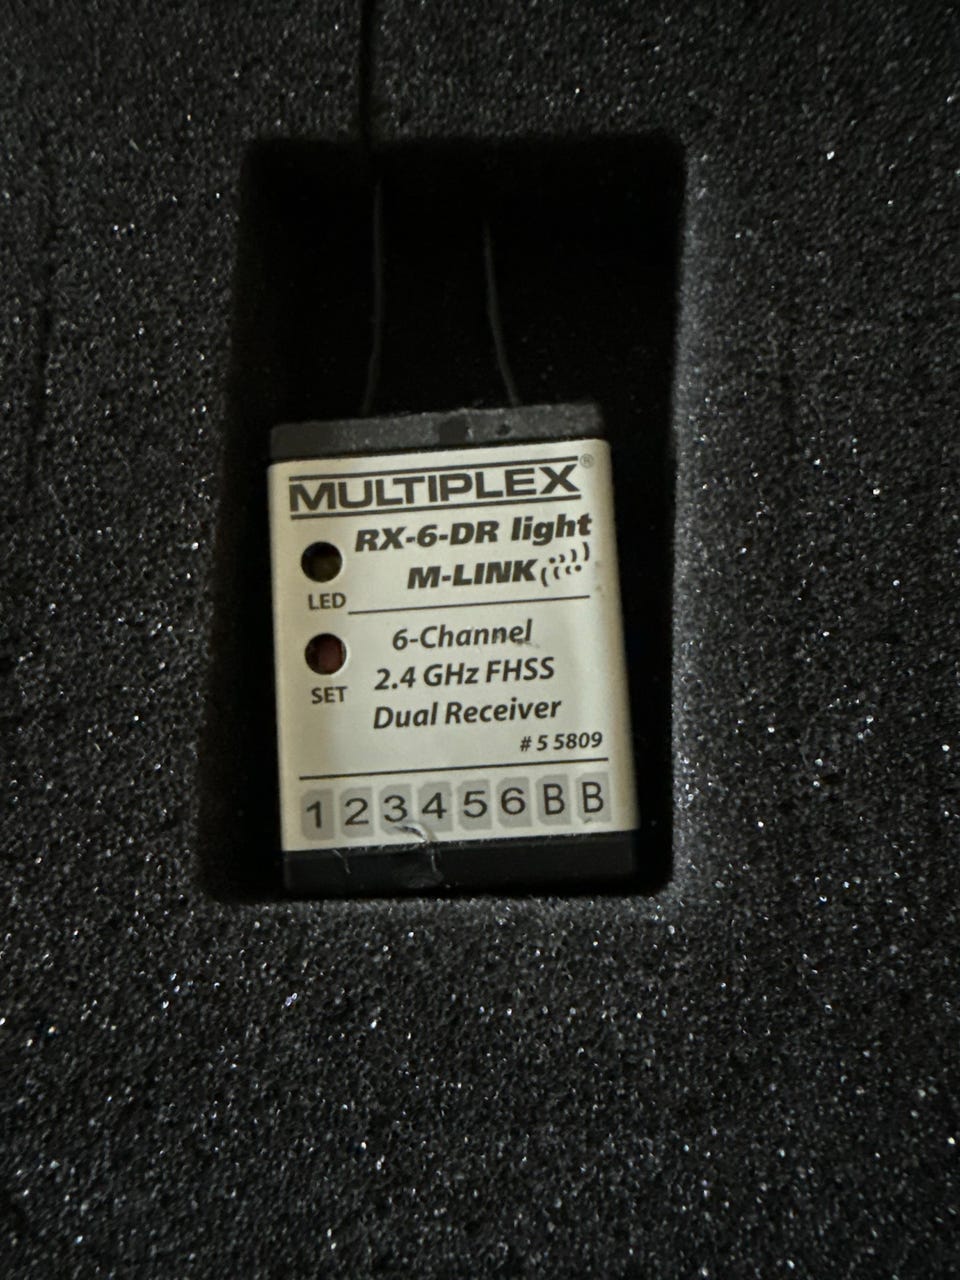 MULTIPLEX®
RX-6-DR light
M-LINK
LED
6-Channel
2.4 GHz FHSS
SET
Dual Receiver
# 5 5809
1 2 3 4 5 6 B B